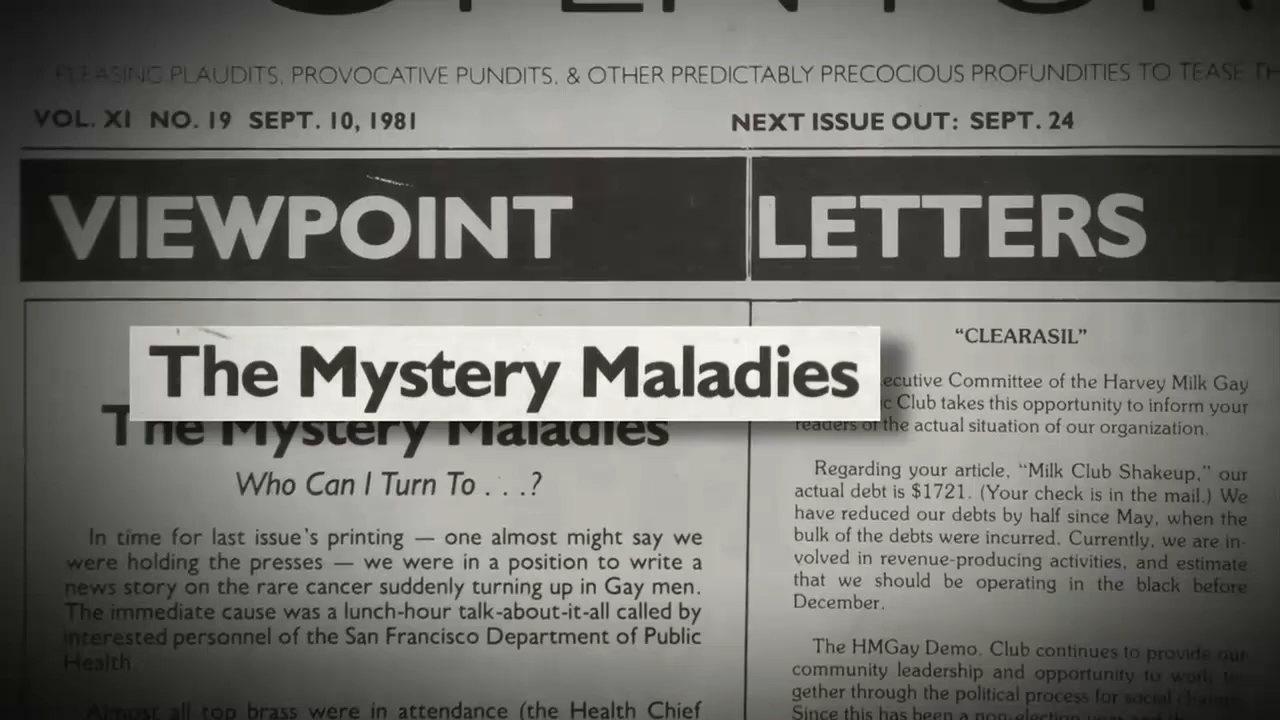 PLEASING PLAUDITS, PROVOCATIVE PUNDITS, & OTHER PREDICTABLY PRECOCIOUS PROFUNDITIES TO TEASE TH
VOL. XI NO. 19 SEPT. 10, 1981
NEXT ISSUE OUT: SEPT. 24
VIEWPOINT
The Mystery Maladies
The Mystery Maladies
Who Can I Turn To . . .?
In time for last issue's printing — one almost might say we
were holding the presses — we were in a position to write a
news story on the rare cancer suddenly turning up in Gay men.
The immediate cause was a lunch-hour talk-about-it-all called by
interested personnel of the San Francisco Department of Public
Health.
Almost all top brass were in attendance (the Health Chief
LETTERS
"CLEARASIL"
ecutive Committee of the Harvey Milk Gay
c Club takes this opportunity to inform your
readers of the actual situation of our organization.
Regarding your article, "Milk Club Shakeup," our
actual debt is $1721. (Your check is in the mail.) We
have reduced our debts by half since May, when the
bulk of the debts were incurred. Currently, we are in-
volved in revenue-producing activities, and estimate
that we should be operating in the black before
December.
The HMGay Demo. Club continues to provide our
community leadership and opportunity to work to-
gether through the political process for social change.
Since this has been a non-election